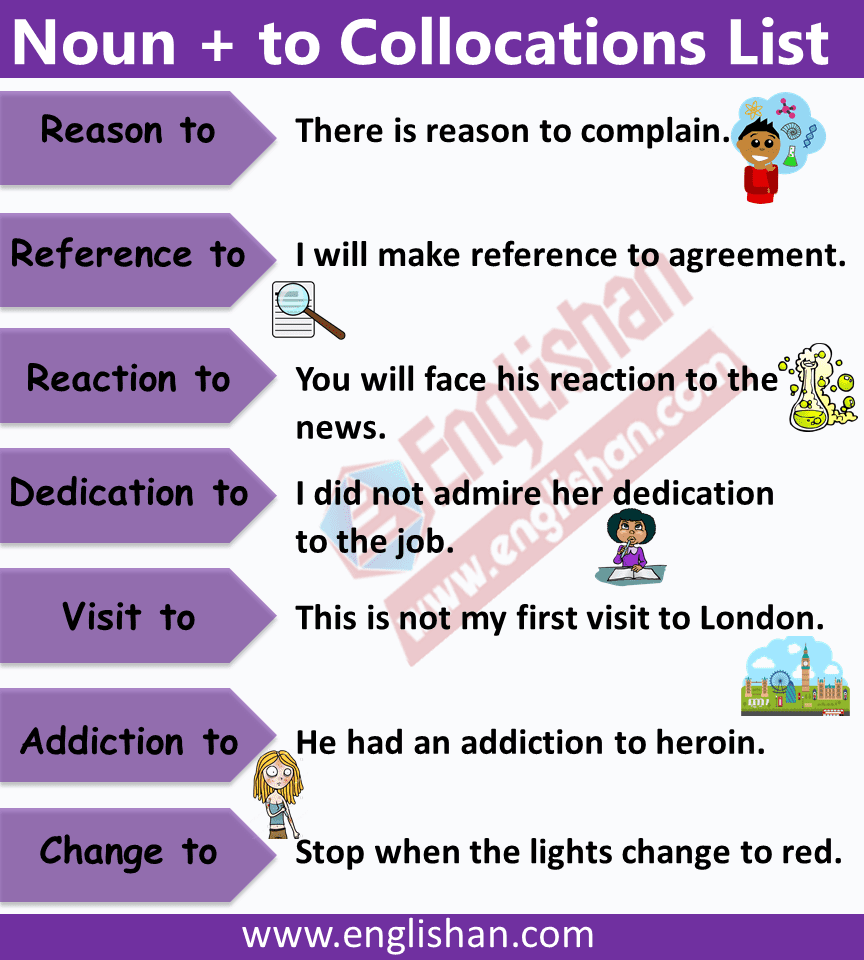 Noun + to Collocations List
Reason to
There is reason to complain.
Reference to
I will make reference to agreement.
Reaction to
You will face his reaction to the
news.
Dedication to
I did not admire her dedication
to the job.
Visit to
This is not my first visit to London.
Addiction to
He had an addiction to heroin.
Change to
Stop when the lights change to red.
Englishan
www.englishan.com
www.englishan.com